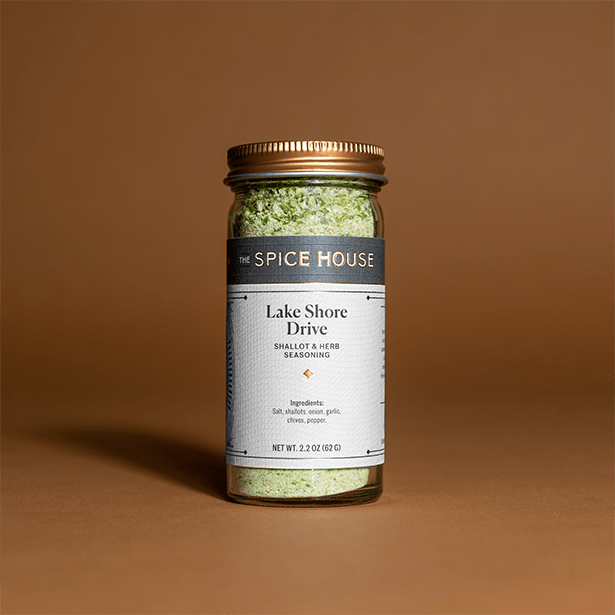 THE SPICE HOUSE
Lake Shore
Drive
SHALLOT & HERB
SEASONING
Ingredients:
Salt, shallots, onion, garlic,
chives, pepper.
NET WT. 2.2 OZ (62 G)